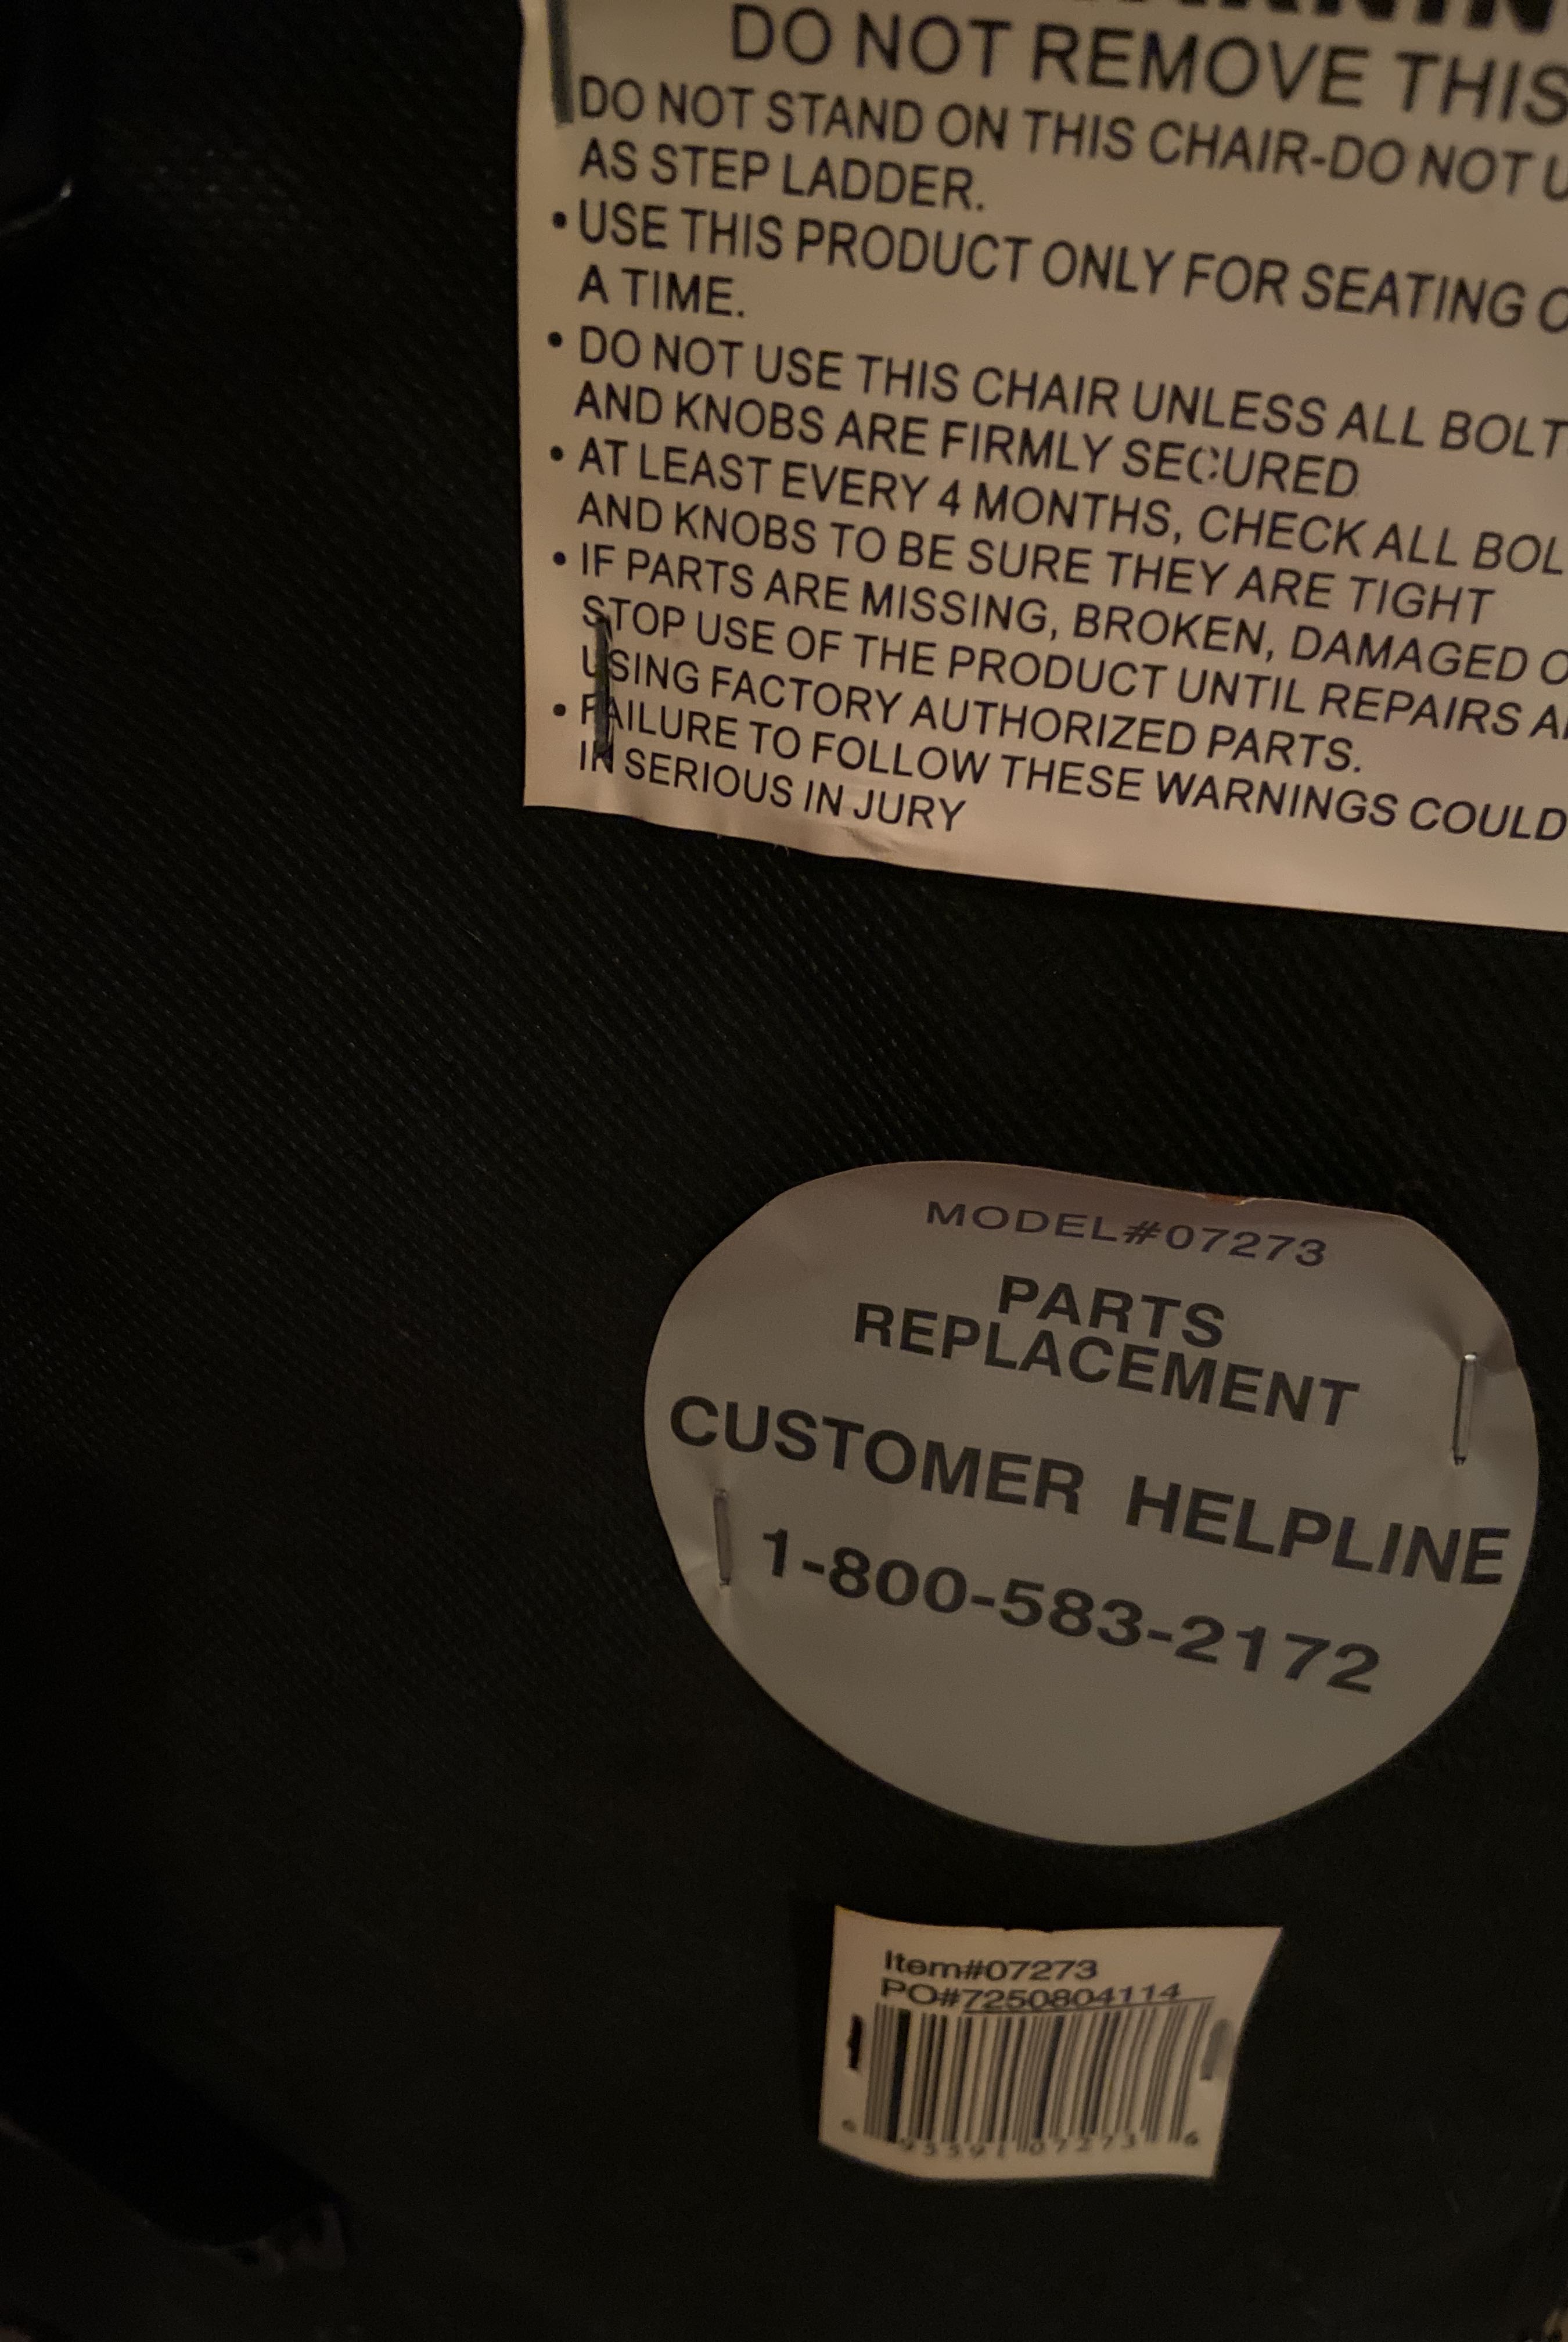 DO NOT REMOVE THIS
DO NOT STAND ON THIS CHAIR-DO NOT
AS STEP LADDER.
• USE THIS PRODUCT ONLY FOR SEATING
A TIME.
• DO NOT USE THIS CHAIR UNLESS ALL
AND KNOBS ARE FIRMLY SECURED
• AT LEAST EVERY 4 MONTHS, CHECK ALL
AND KNOBS TO BE SURE THEY ARE TIGHT
• IF PARTS ARE MISSING, BROKEN, DAMAGED
STOP USE OF THE PRODUCT UNTIL REPAIRS
USING FACTORY AUTHORIZED PARTS.
• FAILURE TO FOLLOW THESE WARNINGS COULD
IN SERIOUS IN JURY
MODEL#07273
PARTS
REPLACEMENT
CUSTOMER HELPLINE
1-800-583-2172
Item#07273
PO#7250804114